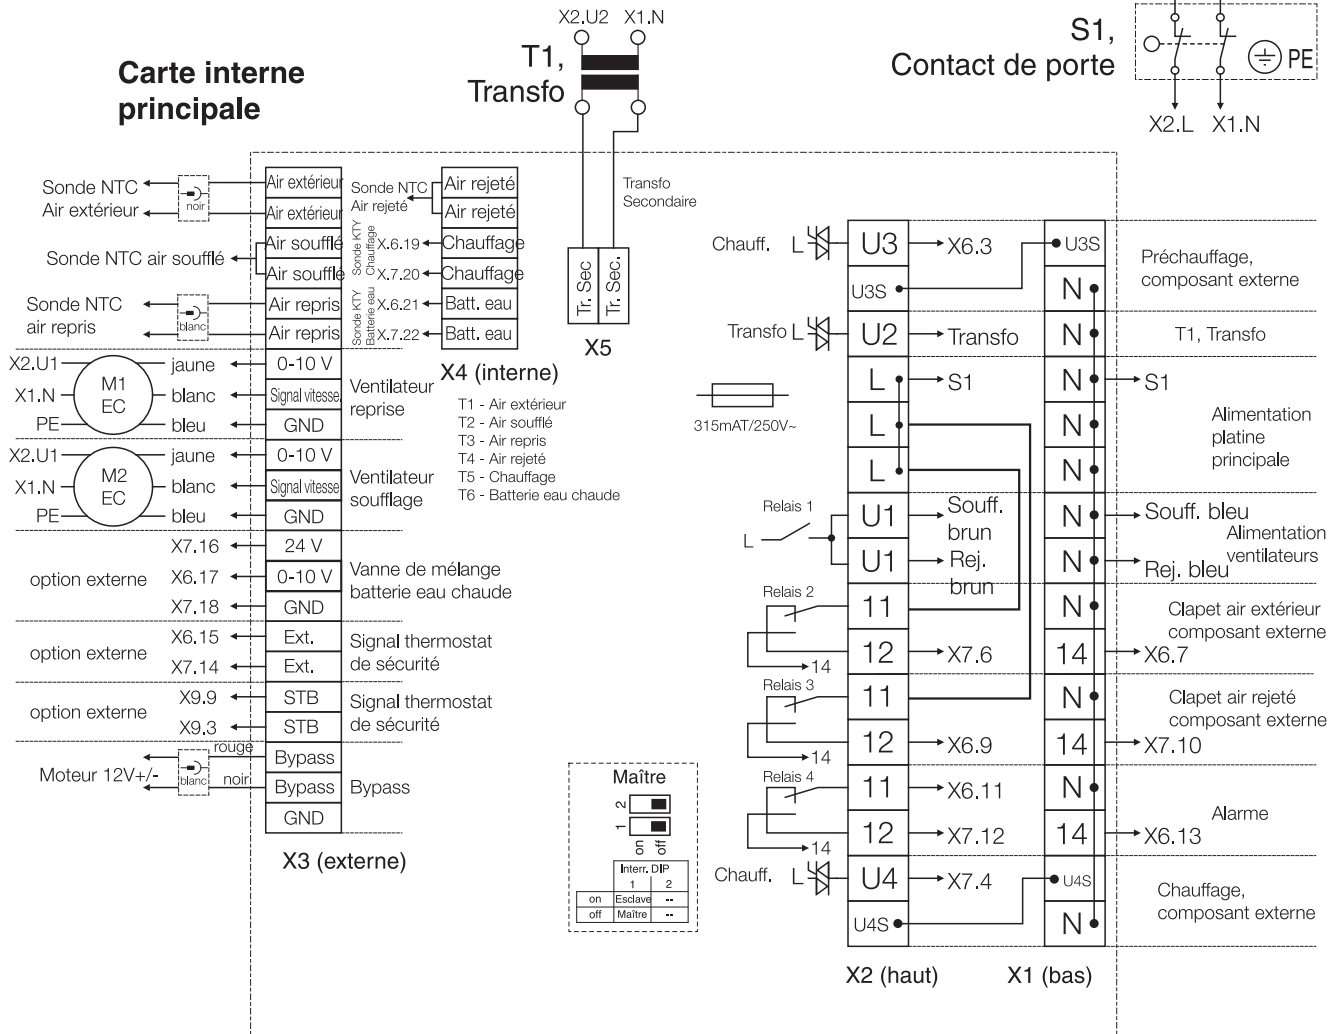 X2.U2 X1.N
T1,
Transfo
S1,
Contact de porte
PE
X2.L X1.N
Carte interne
principale
Sonde NTC
Air extérieur
noir
Air extérieur
Air extérieur
Sonde NTC air soufflé
Air soufflé
Air soufflé
Sonde NTC
air repris
blanc
Air repris
Air repris
X2.U1
X1.N
PE
M1
EC
jaune
blanc
bleu
0-10 V
Signal vitesse
GND
Ventilateur
reprise
X2.U1
X1.N
PE
M2
EC
jaune
blanc
bleu
0-10 V
Signal vitesse
GND
Ventilateur
soufflage
option externe
X7.16
X6.17
X7.18
24 V
0-10 V
GND
Vanne de mélange
batterie eau chaude
option externe
X6.15
X7.14
Ext.
Ext.
Signal thermostat
de sécurité
option externe
X9.9
X9.3
STB
STB
Signal thermostat
de sécurité
Moteur 12V+/-
blanc
rouge
noir
Bypass
Bypass
GND
Bypass
X3 (externe)
Sonde NTC
Air rejeté
Air rejeté
Air rejeté
Sonde KTY
Chauffage
X.6.19
X.7.20
Chauffage
Chauffage
Sonde KTY
Batterie eau
X.6.21
X.7.22
Batt. eau
Batt. eau
X4 (interne)
T1 - Air extérieur
T2 - Air soufflé
T3 - Air repris
T4 - Air rejeté
T5 - Chauffage
T6 - Batterie eau chaude
Transfo
Secondaire
Tr. Sec
Tr. Sec.
X5
315mAT/250V~
Maître
2
1
on
off
Interr. DIP
1 2
on Esclave --
off Maître --
Chauff. L U3 X6.3 U3S
U3S N
Préchauffage,
composant externe
Transfo L U2 Transfo N
T1, Transfo
L S1 N S1
L N
L N
Alimentation
platine
principale
Relais 1
L
U1 Souff.
brun
N Souff. bleu
U1 Rej.
brun
N Rej. bleu
Alimentation
ventilateurs
Relais 2
14
11 N
12 X7.6 14 X6.7
Clapet air extérieur
composant externe
Relais 3
14
11 N
12 X6.9 14 X7.10
Clapet air rejeté
composant externe
Relais 4
14
11 X6.11 N
12 X7.12 14 X6.13
Alarme
Chauff. L U4 X7.4 U4S
U4S N
Chauffage,
composant externe
X2 (haut) X1 (bas)